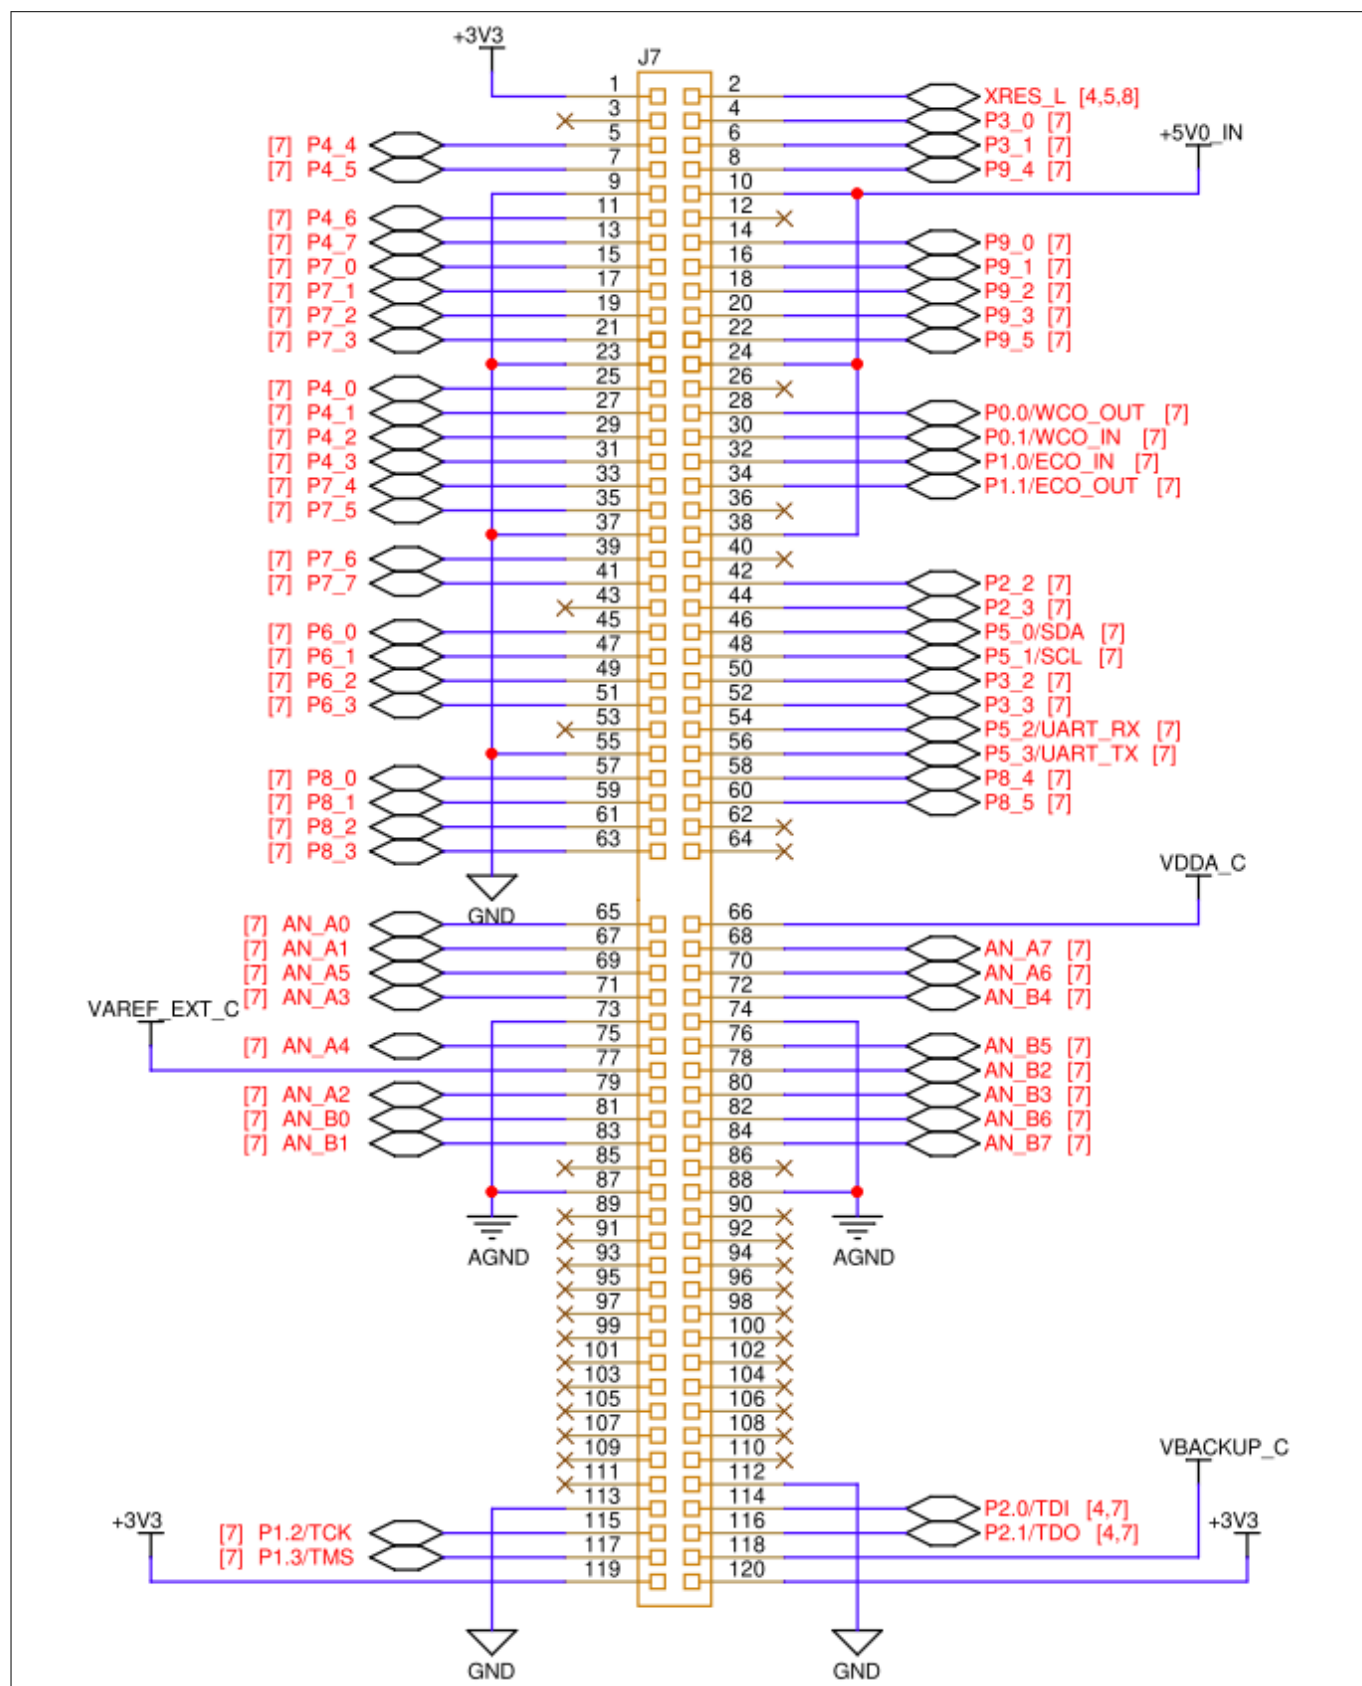 +3V3
J7
1 2 XRES_L [4,5,8]
3 4 P3_0 [7]
+5V0_IN
[7] P4_4 5 6 P3_1 [7]
[7] P4_5 7 8 P9_4 [7]
9 10
[7] P4_6 11 12
[7] P4_7 13 14 P9_0 [7]
[7] P7_0 15 16 P9_1 [7]
[7] P7_1 17 18 P9_2 [7]
[7] P7_2 19 20 P9_3 [7]
[7] P7_3 21 22 P9_5 [7]
23 24
[7] P4_0 25 26
[7] P4_1 27 28 P0.0/WCO_OUT [7]
[7] P4_2 29 30 P0.1/WCO_IN [7]
[7] P4_3 31 32 P1.0/ECO_IN [7]
[7] P7_4 33 34 P1.1/ECO_OUT [7]
[7] P7_5 35 36
37 38
[7] P7_6 39 40
[7] P7_7 41 42 P2_2 [7]
43 44 P2_3 [7]
[7] P6_0 45 46 P5_0/SDA [7]
[7] P6_1 47 48 P5_1/SCL [7]
[7] P6_2 49 50 P3_2 [7]
[7] P6_3 51 52 P3_3 [7]
53 54 P5_2/UART_RX [7]
55 56 P5_3/UART_TX [7]
[7] P8_0 57 58 P8_4 [7]
[7] P8_1 59 60 P8_5 [7]
[7] P8_2 61 62
[7] P8_3 63 64
VDDA_C
GND
[7] AN_A0 65 66
[7] AN_A1 67 68 AN_A7 [7]
[7] AN_A5 69 70 AN_A6 [7]
[7] AN_A3 71 72 AN_B4 [7]
VAREF_EXT_C
73 74
[7] AN_A4 75 76 AN_B5 [7]
77 78 AN_B2 [7]
[7] AN_A2 79 80 AN_B3 [7]
[7] AN_B0 81 82 AN_B6 [7]
[7] AN_B1 83 84 AN_B7 [7]
85 86
87 88
89 90
91 92
AGND AGND
93 94
95 96
97 98
99 100
101 102
103 104
105 106
107 108
109 110
VBACKUP_C
111 112
113 114 P2.0/TDI [4,7]
+3V3
[7] P1.2/TCK 115 116 P2.1/TDO [4,7]
+3V3
[7] P1.3/TMS 117 118
119 120
GND GND